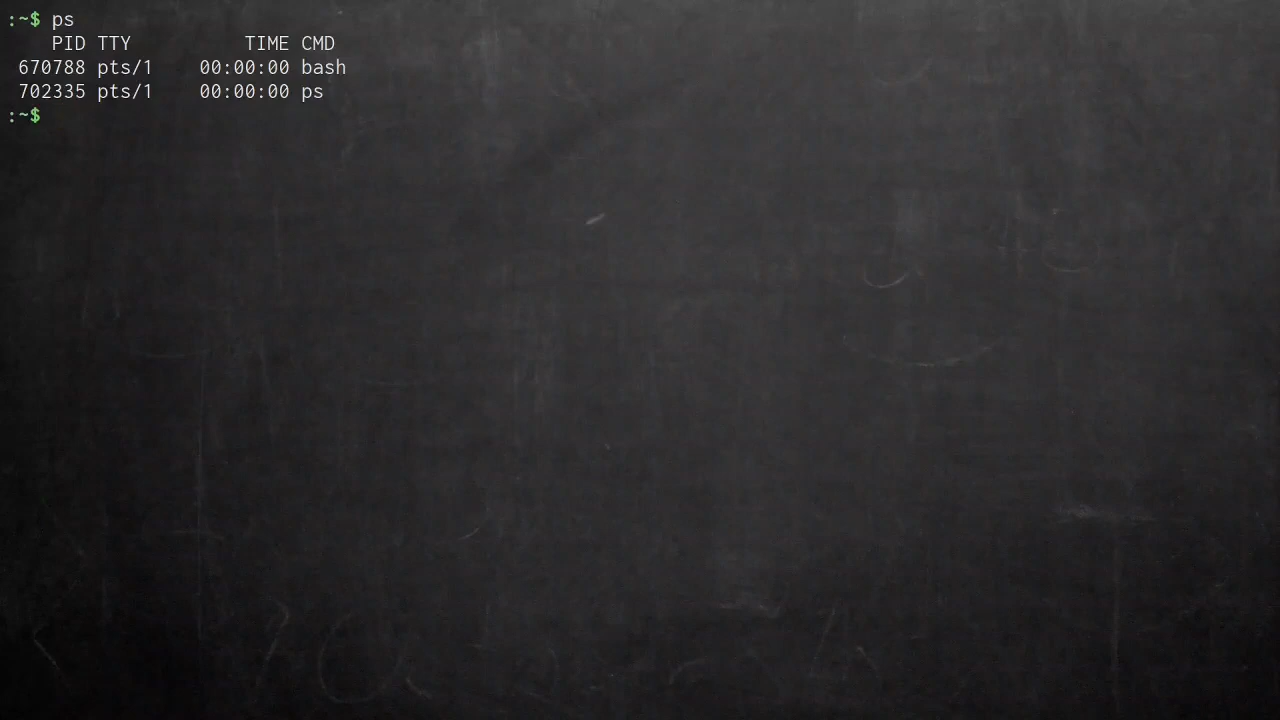 :~$ ps
    PID TTY          TIME CMD
 670788 pts/1    00:00:00 bash
 702335 pts/1    00:00:00 ps
:~$